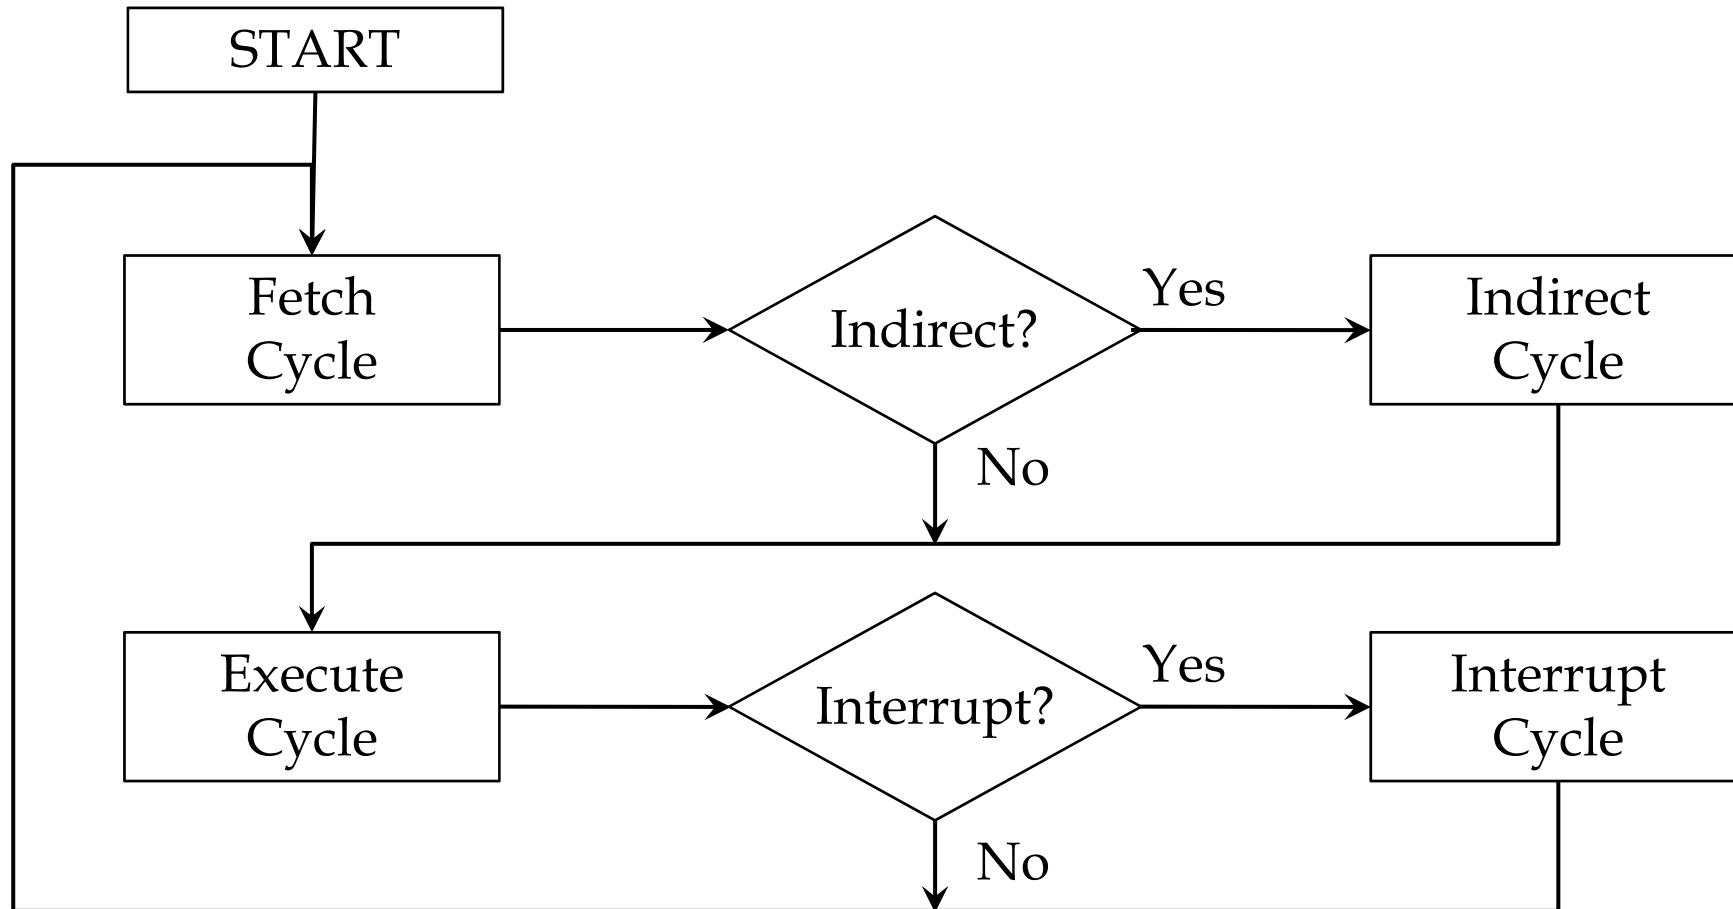 START
Fetch
Cycle
Indirect?
Yes
Indirect
Cycle
No
Execute
Cycle
Interrupt?
Yes
Interrupt
Cycle
No